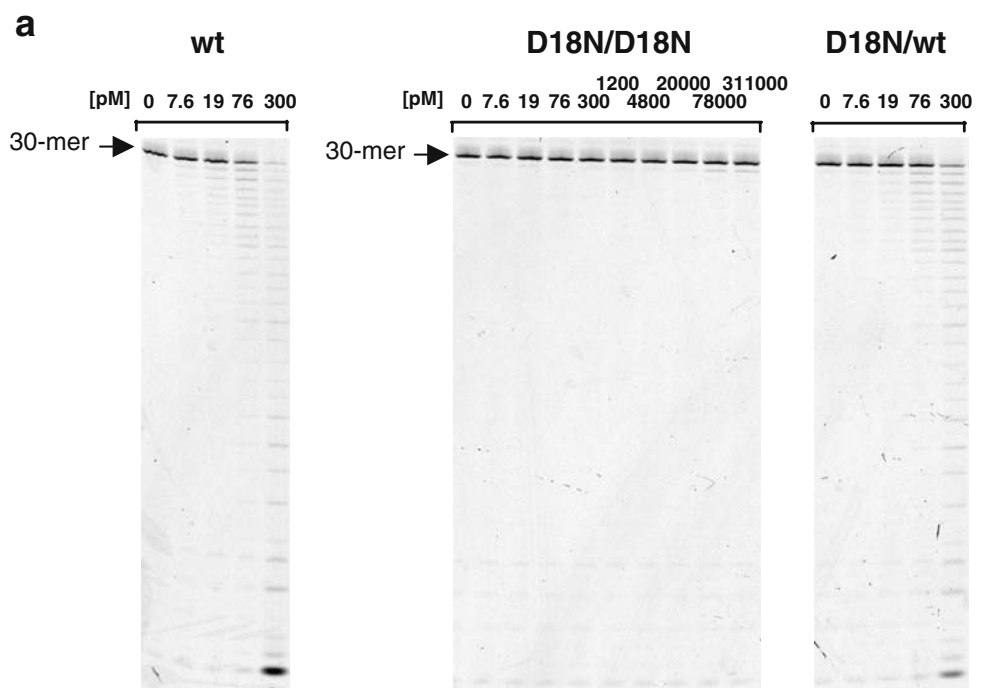 a
wt
D18N/D18N
D18N/wt
1200 20000 311000
[pM] 0 7.6 19 76 300
[pM] 0 7.6 19 76 300 4800 78000
0 7.6 19 76 300
30-mer
30-mer